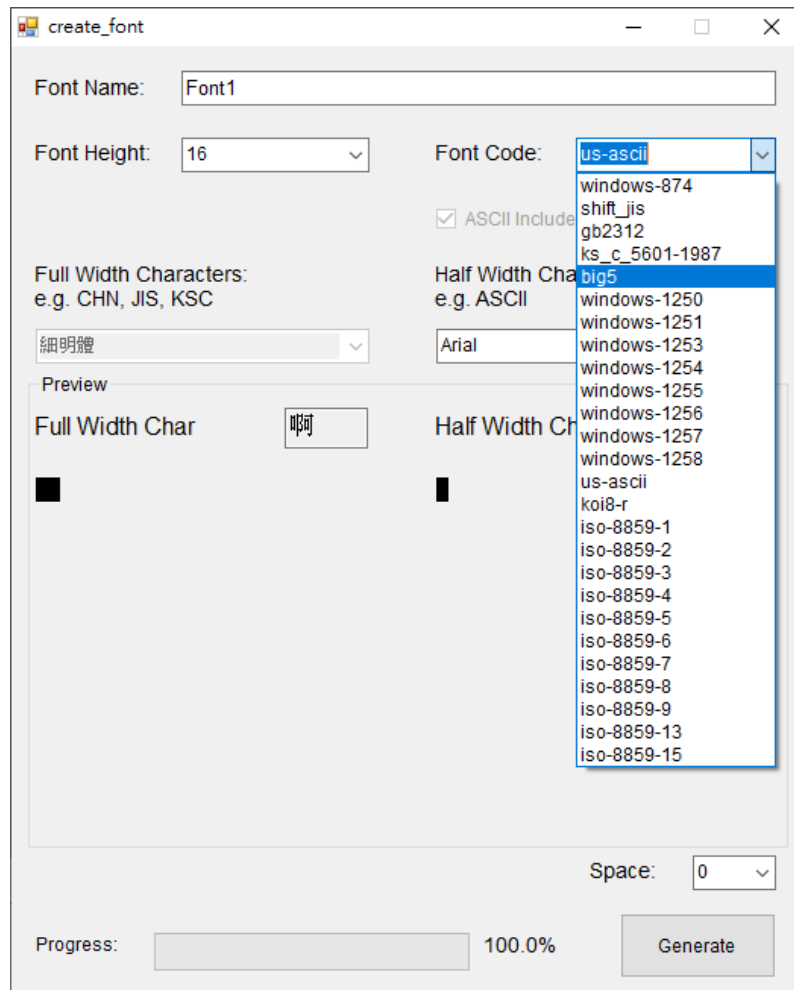 create_font
Font Name: Font1
Font Height: 16 Font Code: us-ascii
windows-874
shift_jis
gb2312
ks_c_5601-1987
big5
windows-1250
windows-1251
windows-1253
windows-1254
windows-1255
windows-1256
windows-1257
windows-1258
us-ascii
koi8-r
iso-8859-1
iso-8859-2
iso-8859-3
iso-8859-4
iso-8859-5
iso-8859-6
iso-8859-7
iso-8859-8
iso-8859-9
iso-8859-13
iso-8859-15
ASCII Include
Full Width Characters:
e.g. CHN, JIS, KSC
Half Width Cha
e.g. ASCII
細明體
Arial
Preview
Full Width Char 啊
Half Width Ch
Space: 0
Progress: 100.0% Generate